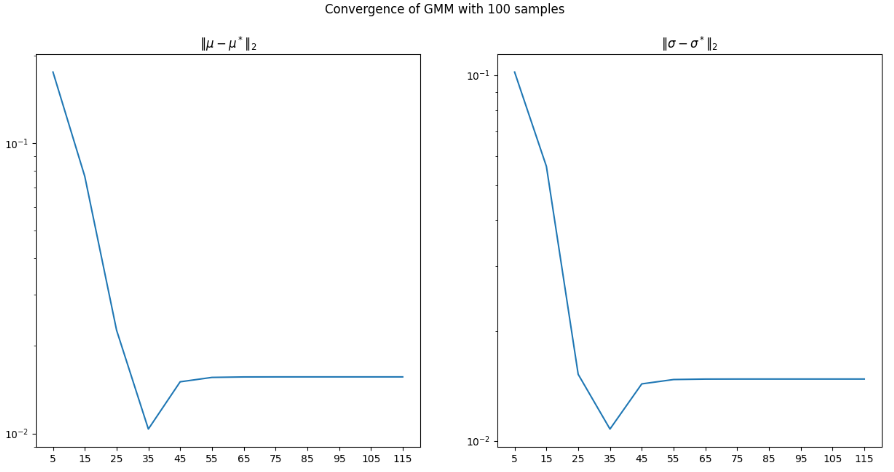 Convergence of GMM with 100 samples
‖μ − μ*‖₂
10⁻¹
10⁻²
5 15 25 35 45 55 65 75 85 95 105 115
‖σ − σ*‖₂
10⁻¹
10⁻²
5 15 25 35 45 55 65 75 85 95 105 115